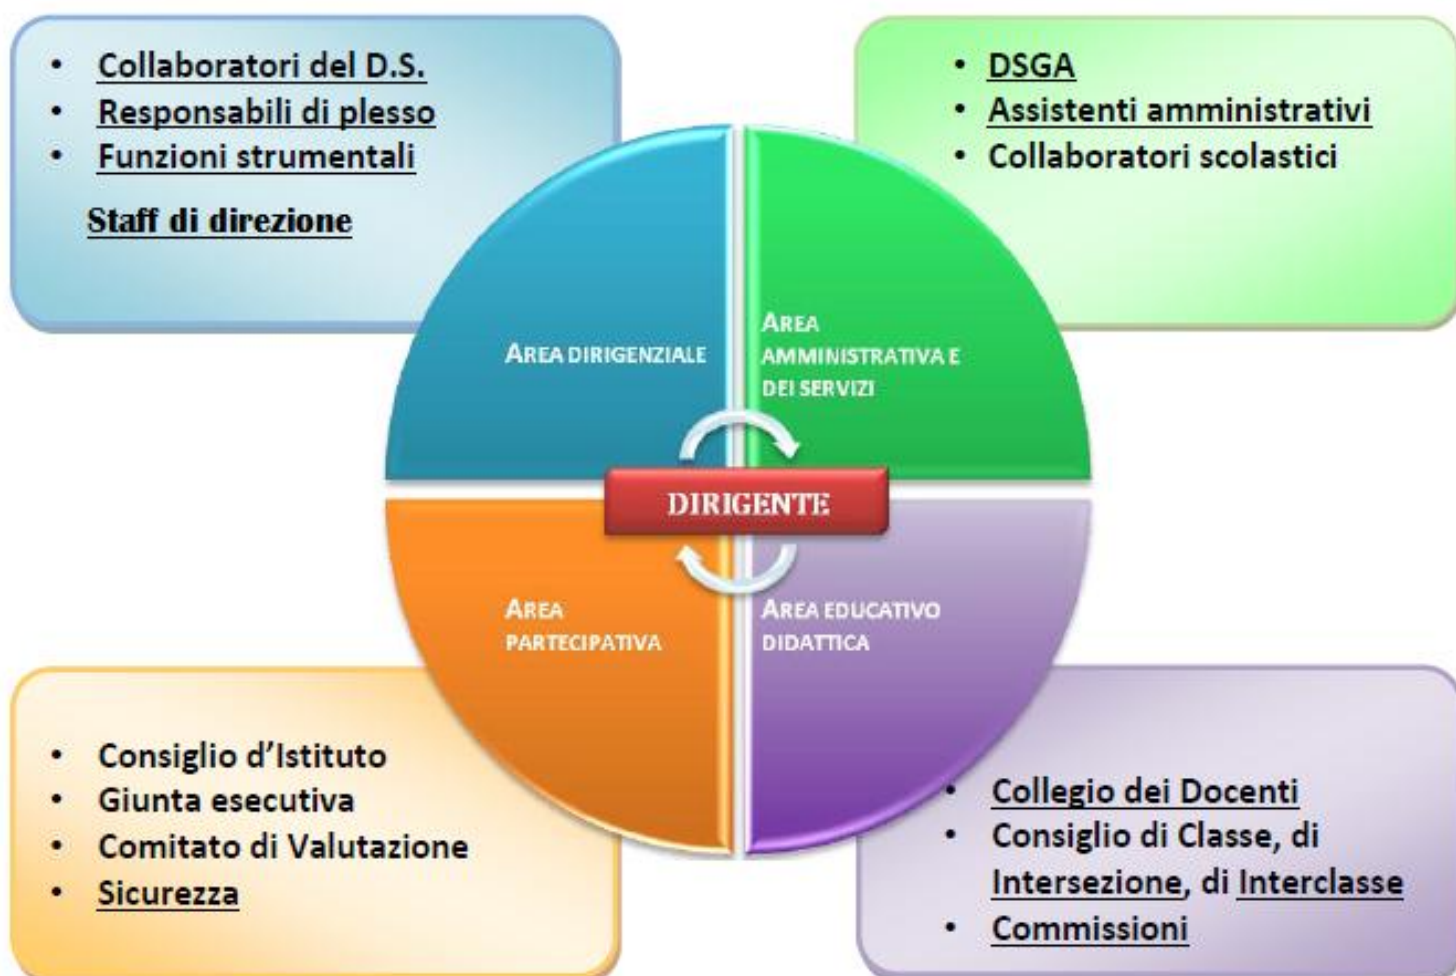 • Collaboratori del D.S.
• Responsabili di plesso
• Funzioni strumentali
Staff di direzione
• DSGA
• Assistenti amministrativi
• Collaboratori scolastici
AREA DIRIGENZIALE
AREA
AMMINISTRATIVA E
DEI SERVIZI
DIRIGENTE
AREA
PARTECIPATIVA
AREA EDUCATIVO
DIDATTICA
• Consiglio d’Istituto
• Giunta esecutiva
• Comitato di Valutazione
• Sicurezza
• Collegio dei Docenti
• Consiglio di Classe, di
Intersezione, di Interclasse
• Commissioni